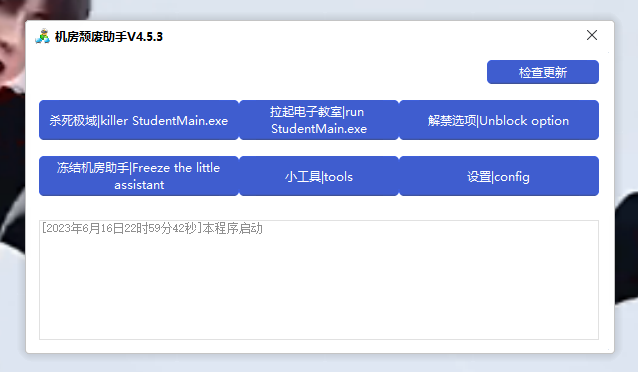 机房颓废助手V4.5.3
检查更新
杀死极域|killer StudentMain.exe
拉起电子教室|run
StudentMain.exe
解禁选项|Unblock option
冻结机房助手|Freeze the little
assistant
小工具|tools
设置|config
[2023年6月16日22时59分42秒]本程序启动